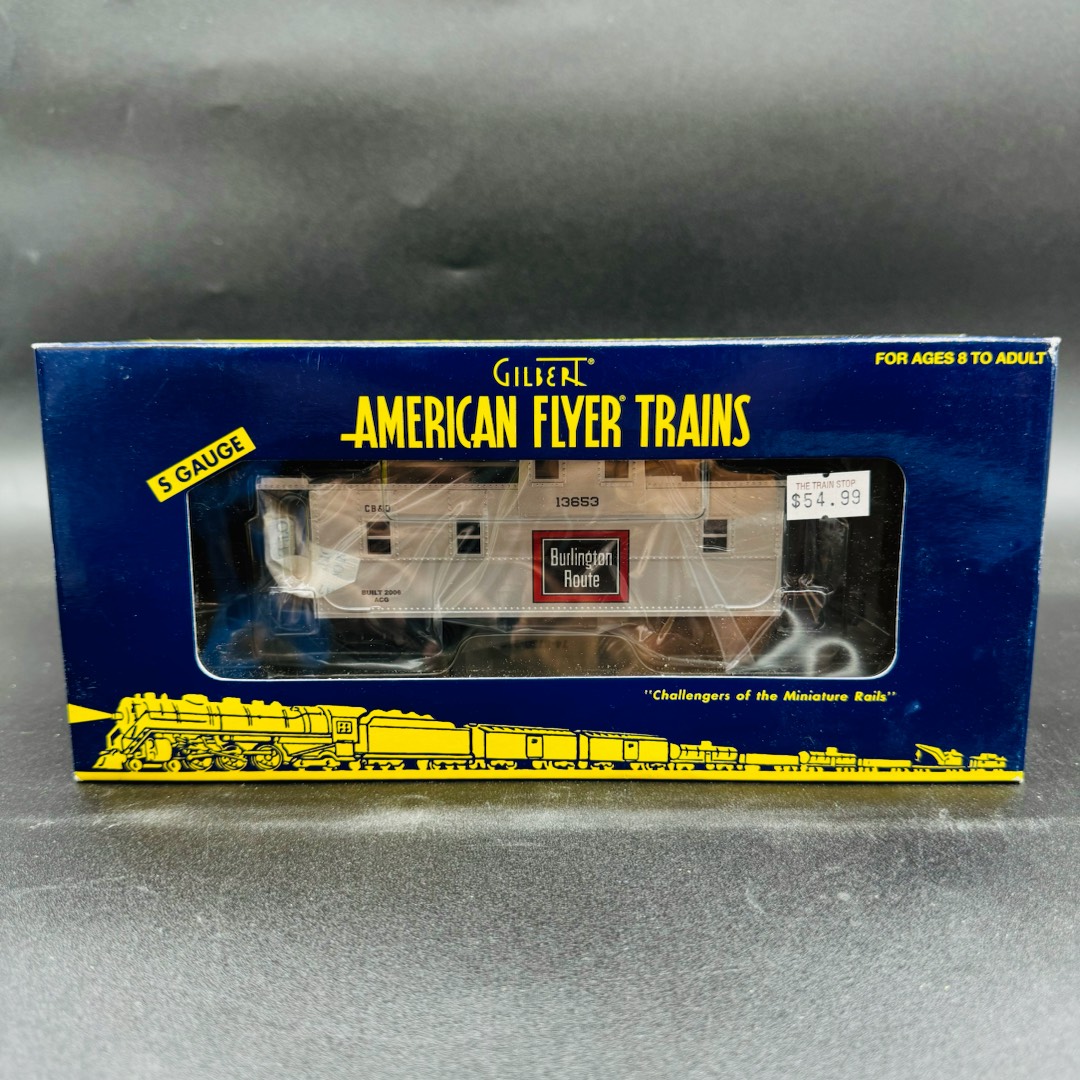 GILBERT®
FOR AGES 8 TO ADULT
AMERICAN FLYER® TRAINS
S GAUGE
THE TRAIN STOP
$54.99
13653
CB&Q
Burlington
Route
BUILT 2006
"Challengers of the Miniature Rails"